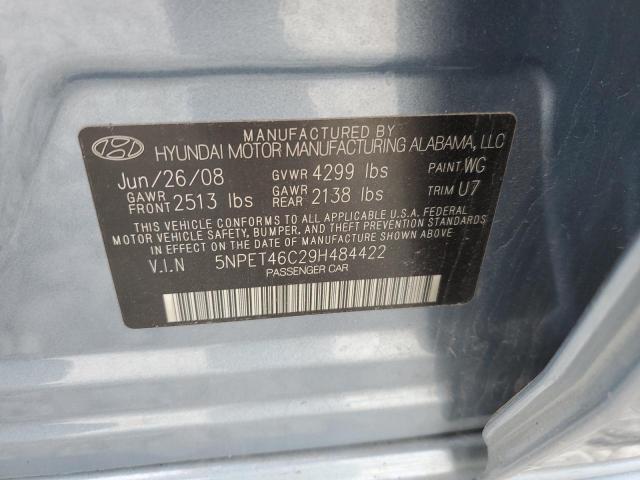 MANUFACTURED BY
HYUNDAI MOTOR MANUFACTURING ALABAMA, LLC
Jun/26/08 GVWR 4299 lbs PAINT WG
GAWR FRONT 2513 lbs GAWR REAR 2138 lbs TRIM U7
THIS VEHICLE CONFORMS TO ALL APPLICABLE U.S.A. FEDERAL
MOTOR VEHICLE SAFETY, BUMPER, AND THEFT PREVENTION STANDARDS
IN EFFECT ON THE DATE OF MANUFACTURE SHOWN ABOVE.
V.I.N 5NPET46C29H484422
PASSENGER CAR